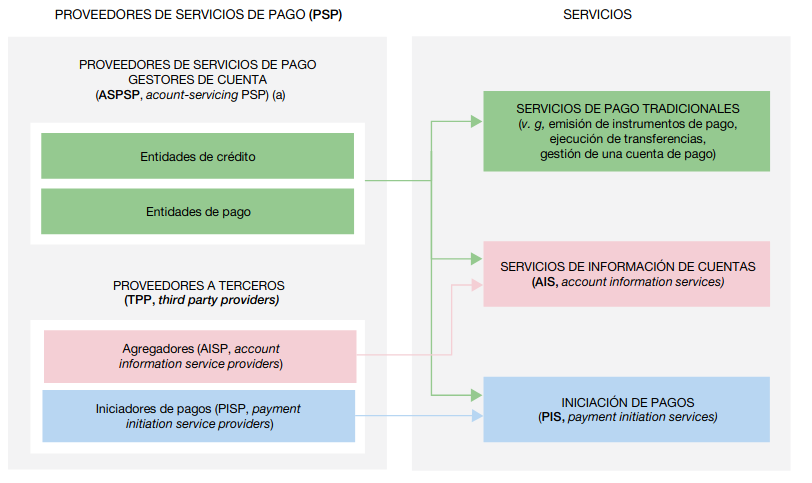 PROVEEDORES DE SERVICIOS DE PAGO (PSP)
PROVEEDORES DE SERVICIOS DE PAGO
GESTORES DE CUENTA
(ASPSP, acount-servicing PSP) (a)
Entidades de crédito
Entidades de pago
PROVEEDORES A TERCEROS
(TPP, third party providers)
Agregadores (AISP, account
information service providers)
Iniciadores de pagos (PISP, payment
initiation service providers)
SERVICIOS
SERVICIOS DE PAGO TRADICIONALES
(v. g, emisión de instrumentos de pago,
ejecución de transferencias,
gestión de una cuenta de pago)
SERVICIOS DE INFORMACIÓN DE CUENTAS
(AIS, account information services)
INICIACIÓN DE PAGOS
(PIS, payment initiation services)